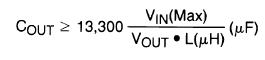 C_OUT ≥ 13,300 V_IN(Max) / V_OUT • L(μH) (μF)